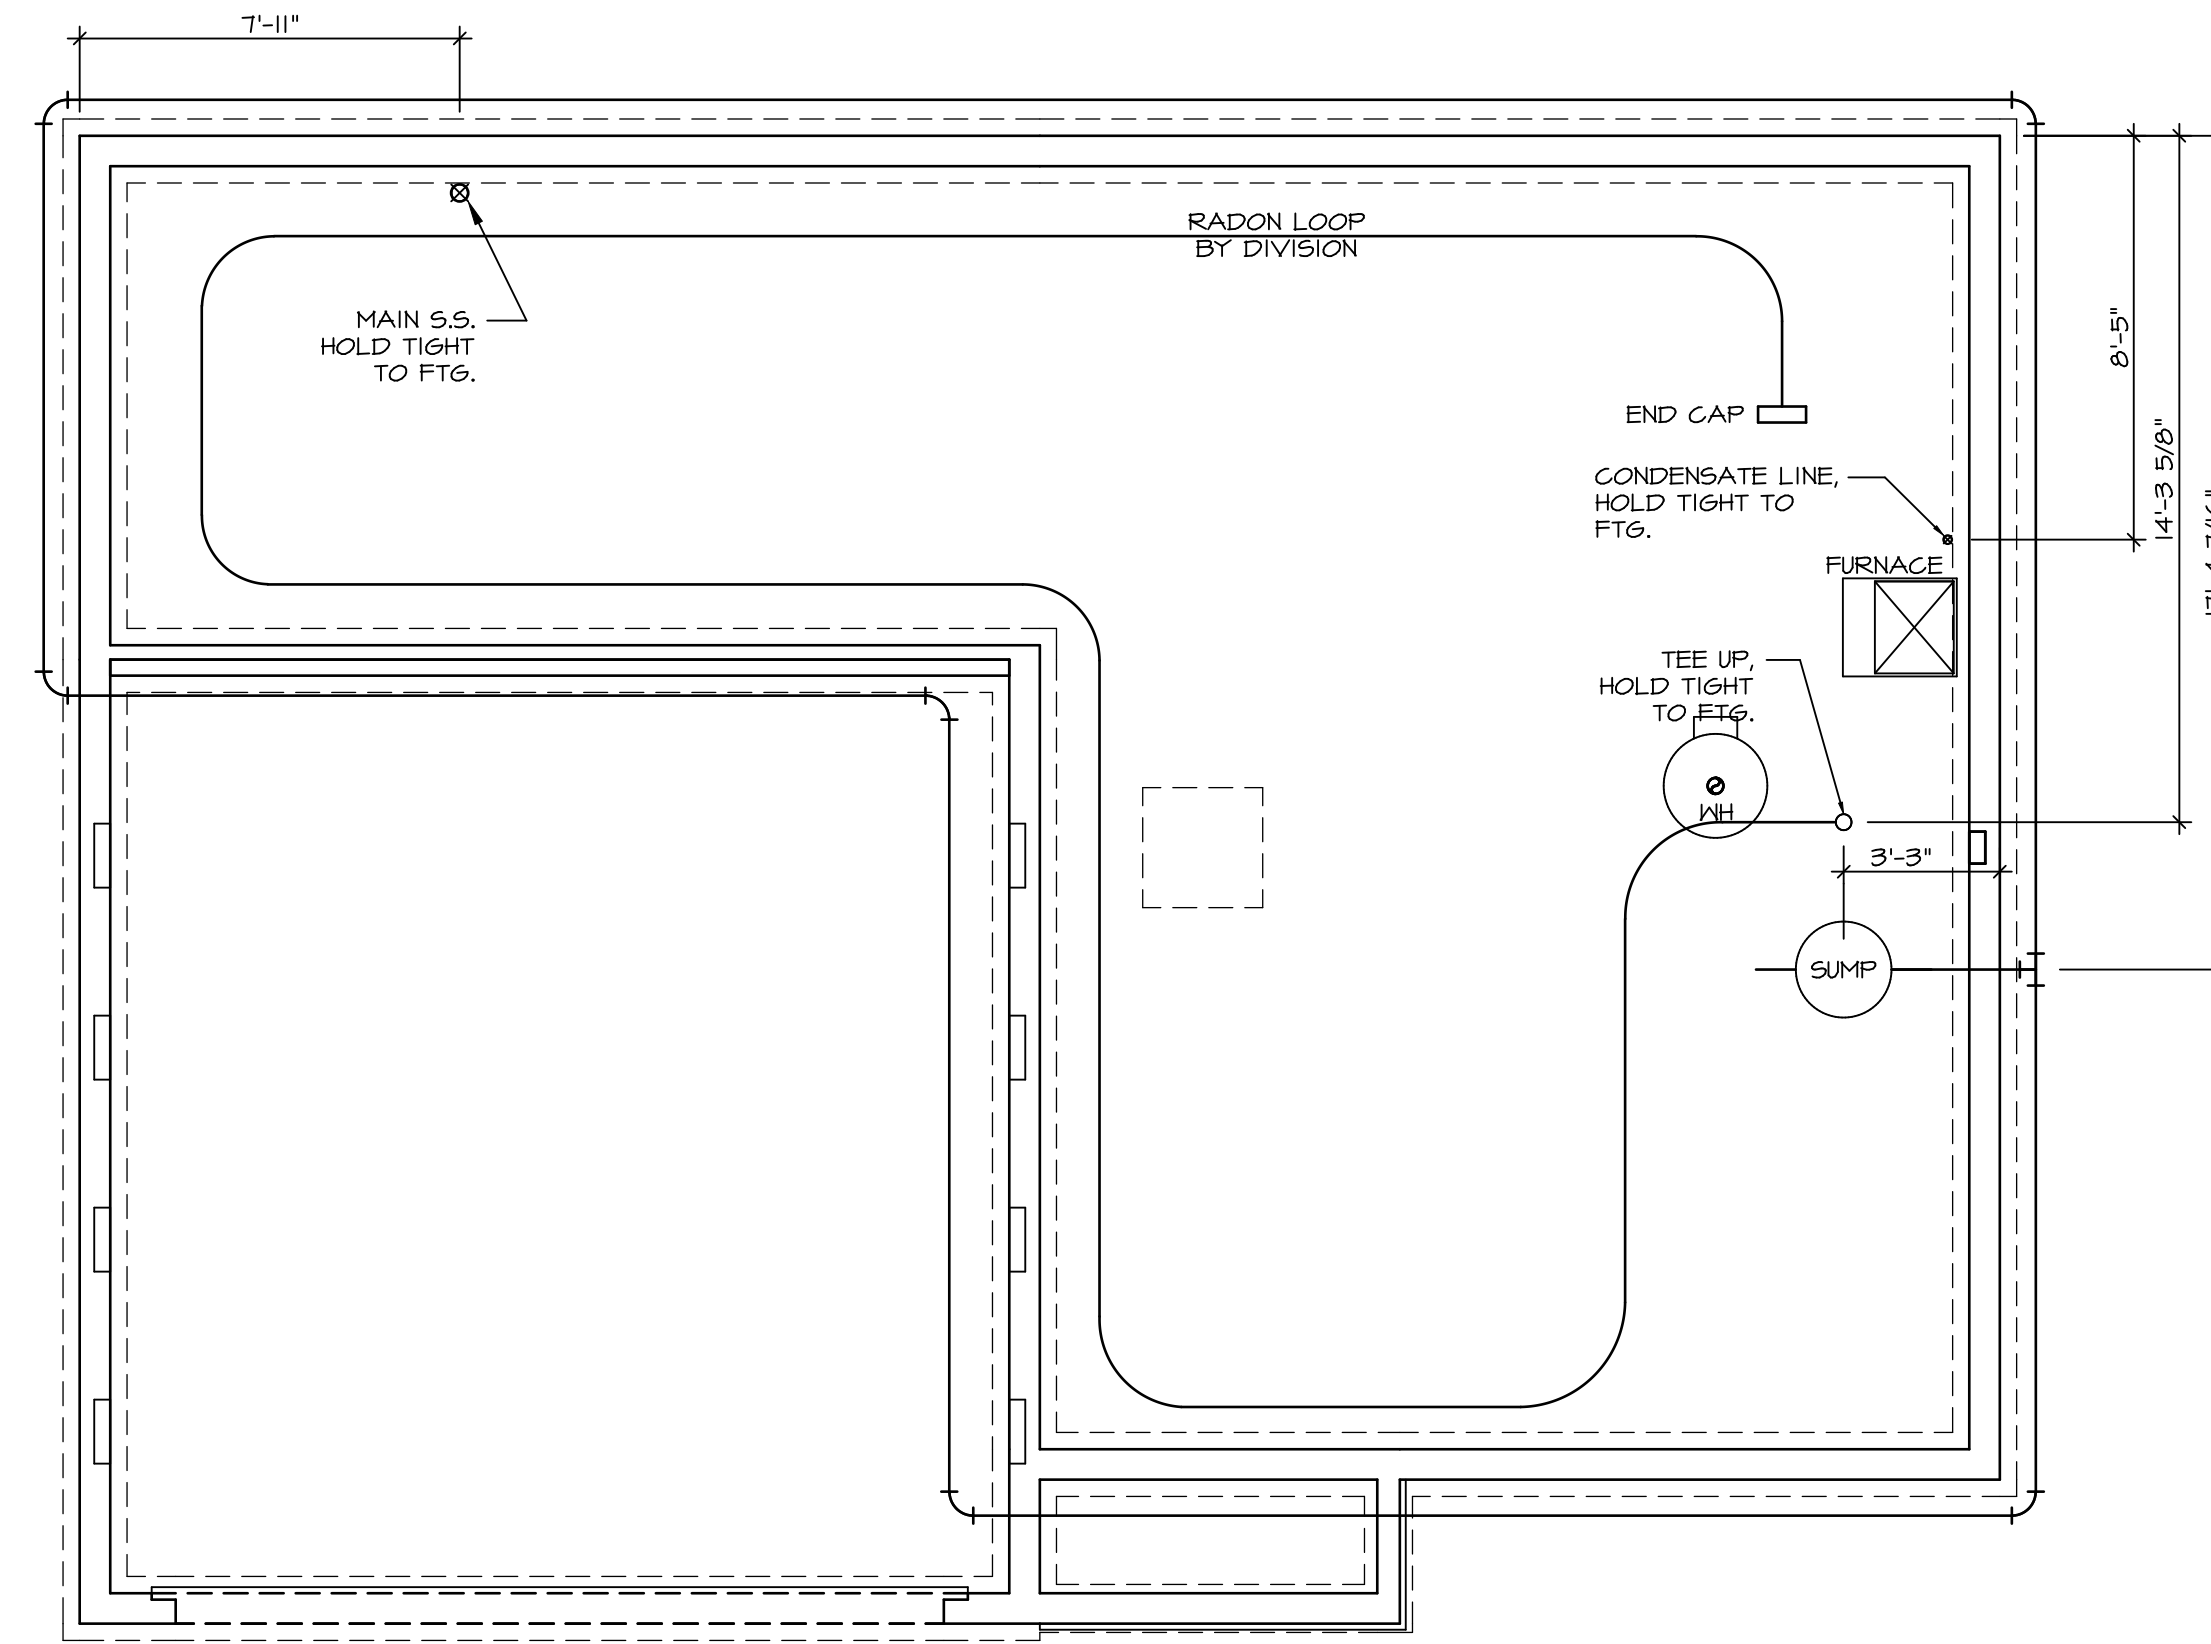 7'-11"
RADON LOOP
BY DIVISION
MAIN S.S.
HOLD TIGHT
TO FTG.
8'-5"
END CAP
14'-3 5/8"
CONDENSATE LINE,
HOLD TIGHT TO
FTG.
FURNACE
TEE UP,
HOLD TIGHT
TO FTG.
WH
3'-3"
SUMP